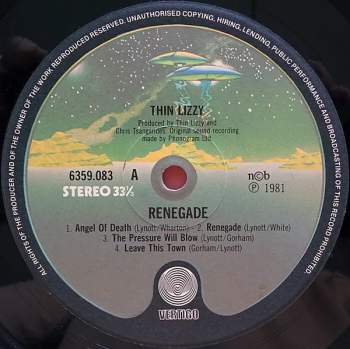 ALL RIGHTS OF THE PRODUCER AND OF THE OWNER OF THE WORK REPRODUCED RESERVED. UNAUTHORISED COPYING, HIRING, LENDING, PUBLIC PERFORMANCE AND BROADCASTING OF THIS RECORD PROHIBITED.
THIN LIZZY
Produced by Thin Lizzy and
Chris Tsangarides. Original sound recording
made by Phonogram Ltd
6359.083 A
n©b
STEREO 33⅓
℗ 1981
RENEGADE
1. Angel Of Death (Lynott/Wharton) - 2. Renegade (Lynott/White)
3. The Pressure Will Blow (Lynott/Gorham)
4. Leave This Town (Gorham/Lynott)
VERTIGO